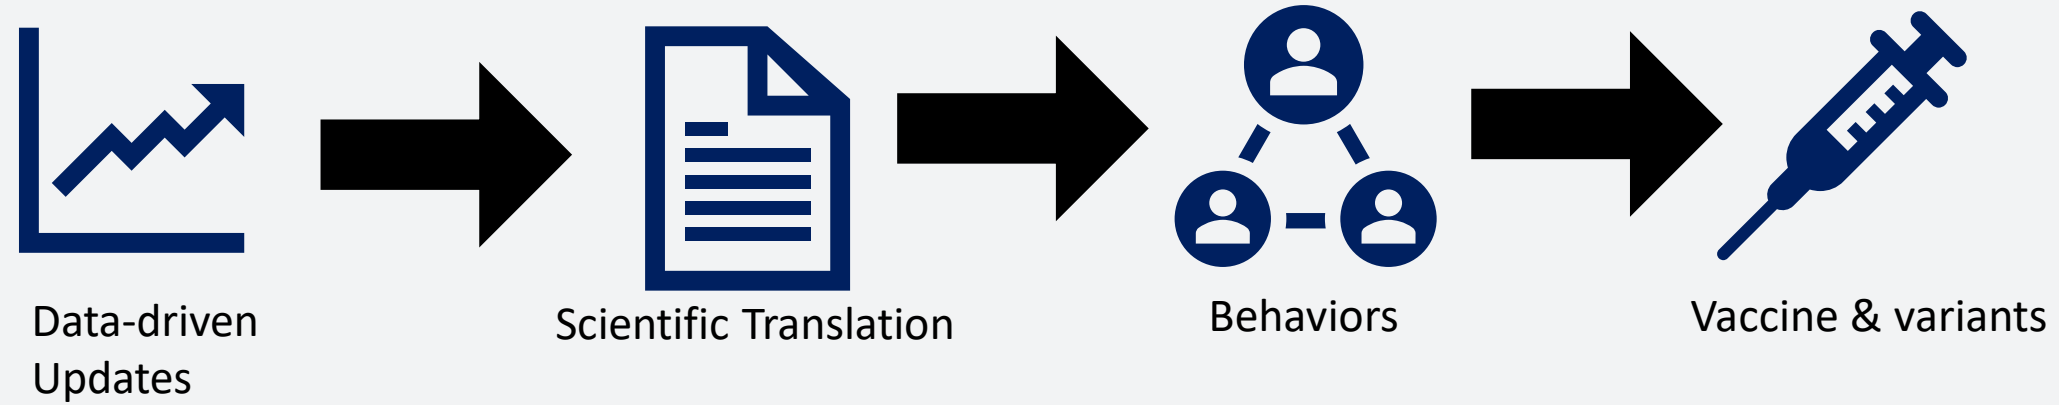 Data-driven
Updates
Scientific Translation
Behaviors
Vaccine & variants